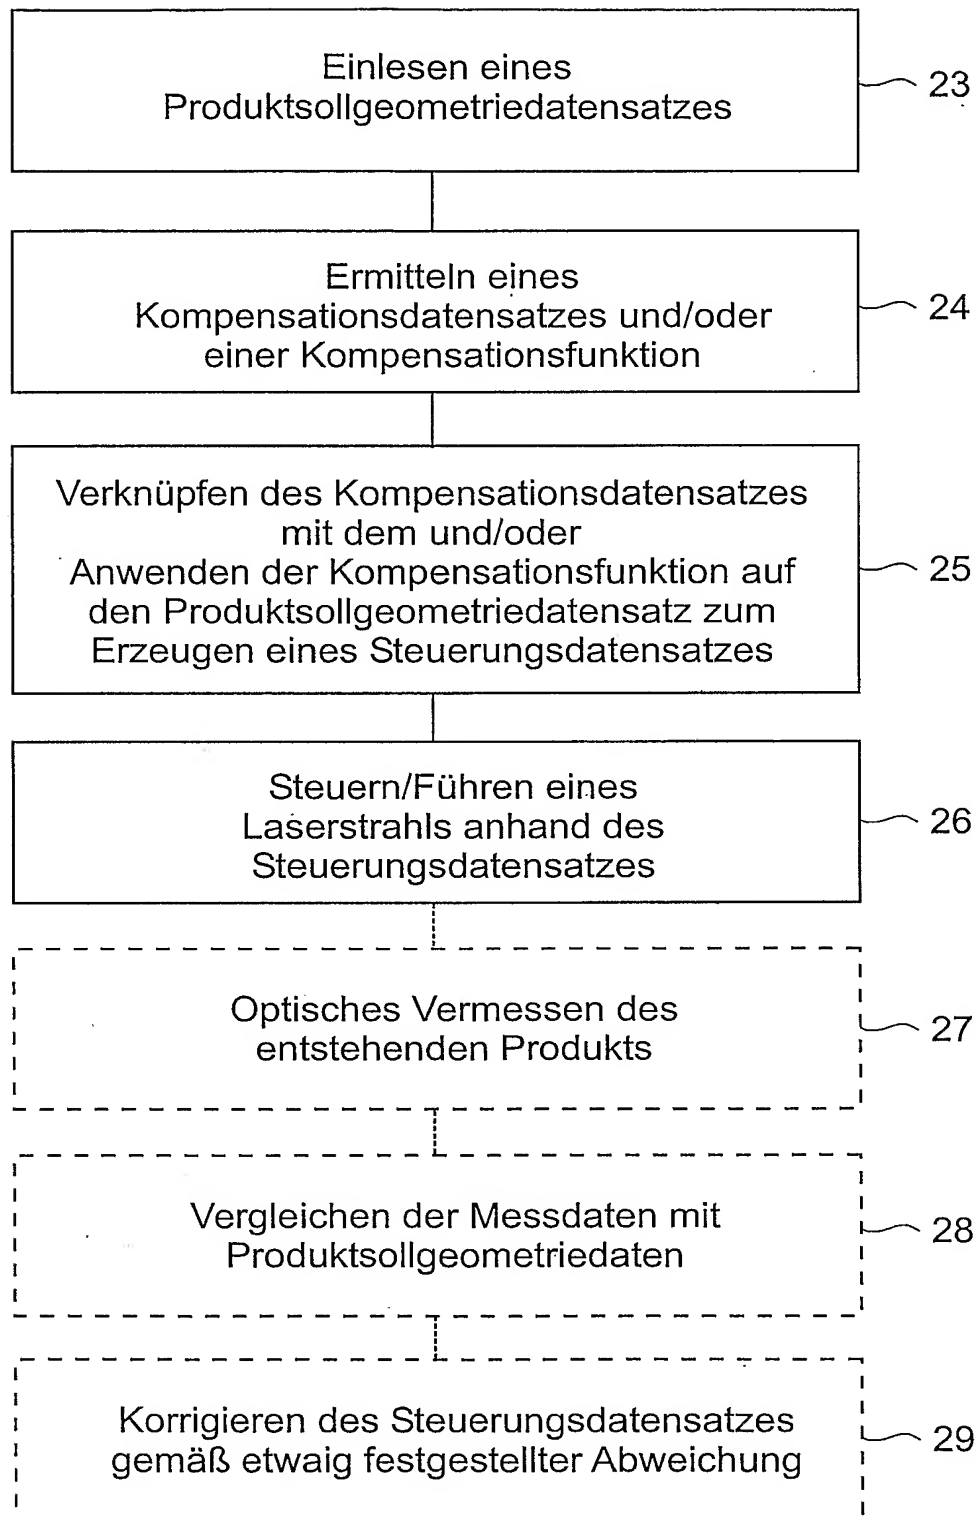 Einlesen eines
Produktsollgeometriedatensatzes
23
Ermitteln eines
Kompensationsdatensatzes und/oder
einer Kompensationsfunktion
24
Verknüpfen des Kompensationsdatensatzes
mit dem und/oder
Anwenden der Kompensationsfunktion auf
den Produktsollgeometriedatensatz zum
Erzeugen eines Steuerungsdatensatzes
25
Steuern/Führen eines
Laserstrahls anhand des
Steuerungsdatensatzes
26
Optisches Vermessen des
entstehenden Produkts
27
Vergleichen der Messdaten mit
Produktsollgeometriedaten
28
Korrigieren des Steuerungsdatensatzes
gemäß etwaig festgestellter Abweichung
29